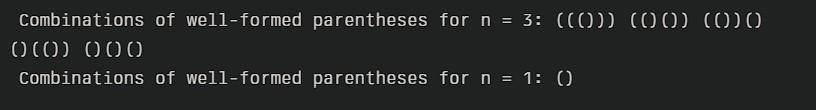 Combinations of well-formed parentheses for n = 3: ((())) (()()) (())()
()(()) ()()()
Combinations of well-formed parentheses for n = 1: ()